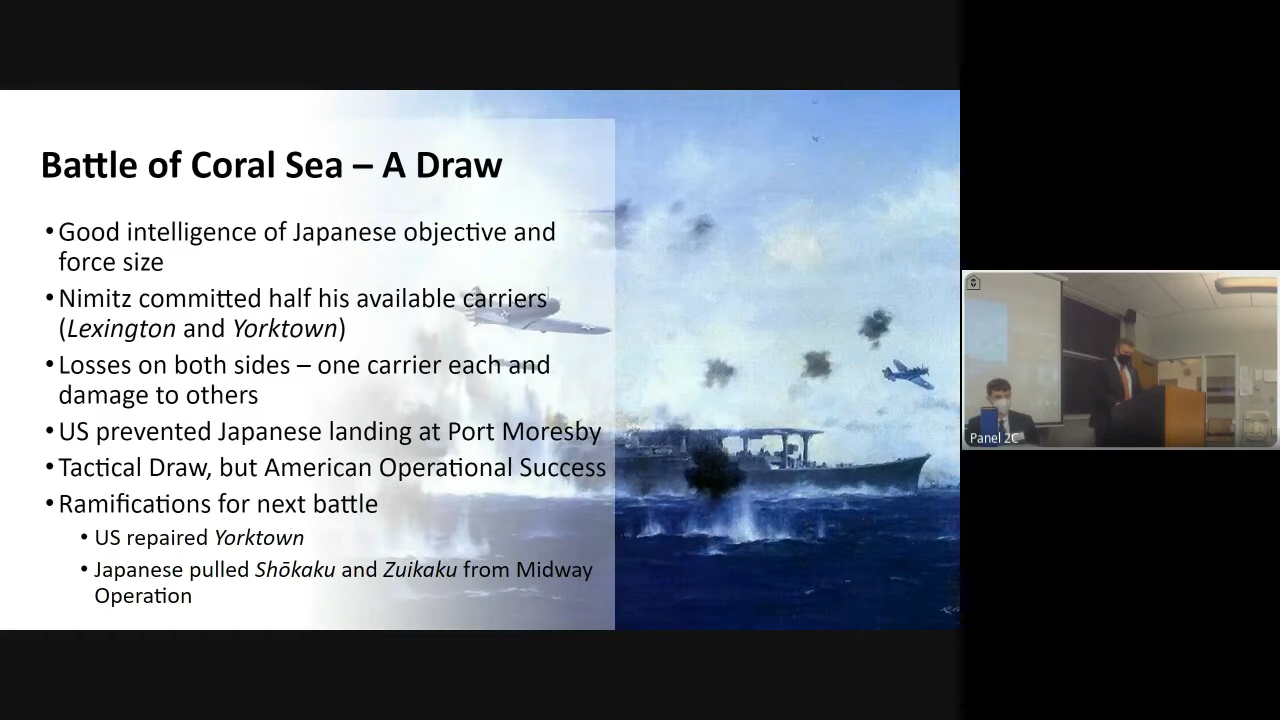 Battle of Coral Sea – A Draw
•Good intelligence of Japanese objective and
force size
•Nimitz committed half his available carriers
(Lexington and Yorktown)
•Losses on both sides – one carrier each and
damage to others
•US prevented Japanese landing at Port Moresby
•Tactical Draw, but American Operational Success
•Ramifications for next battle
• US repaired Yorktown
• Japanese pulled Shōkaku and Zuikaku from Midway
Operation
Panel 2C